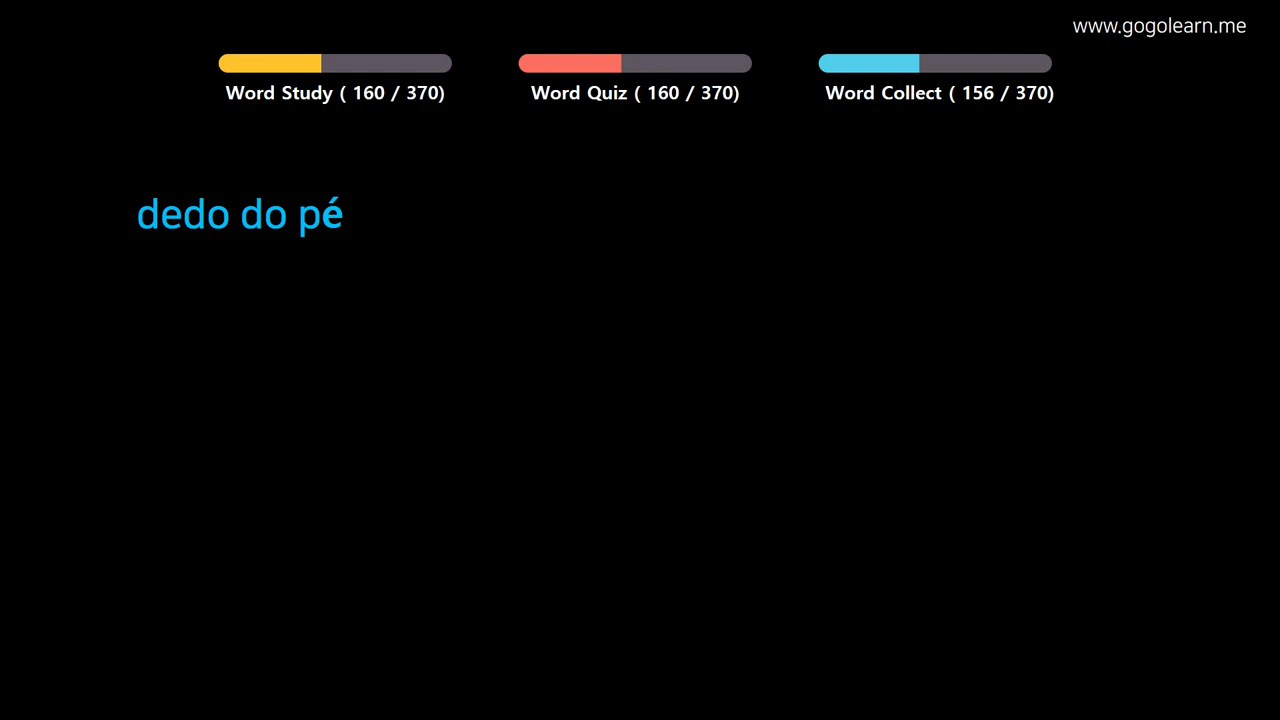 www.gogolearn.me
Word Study ( 160 / 370)
Word Quiz ( 160 / 370)
Word Collect ( 156 / 370)
dedo do pé